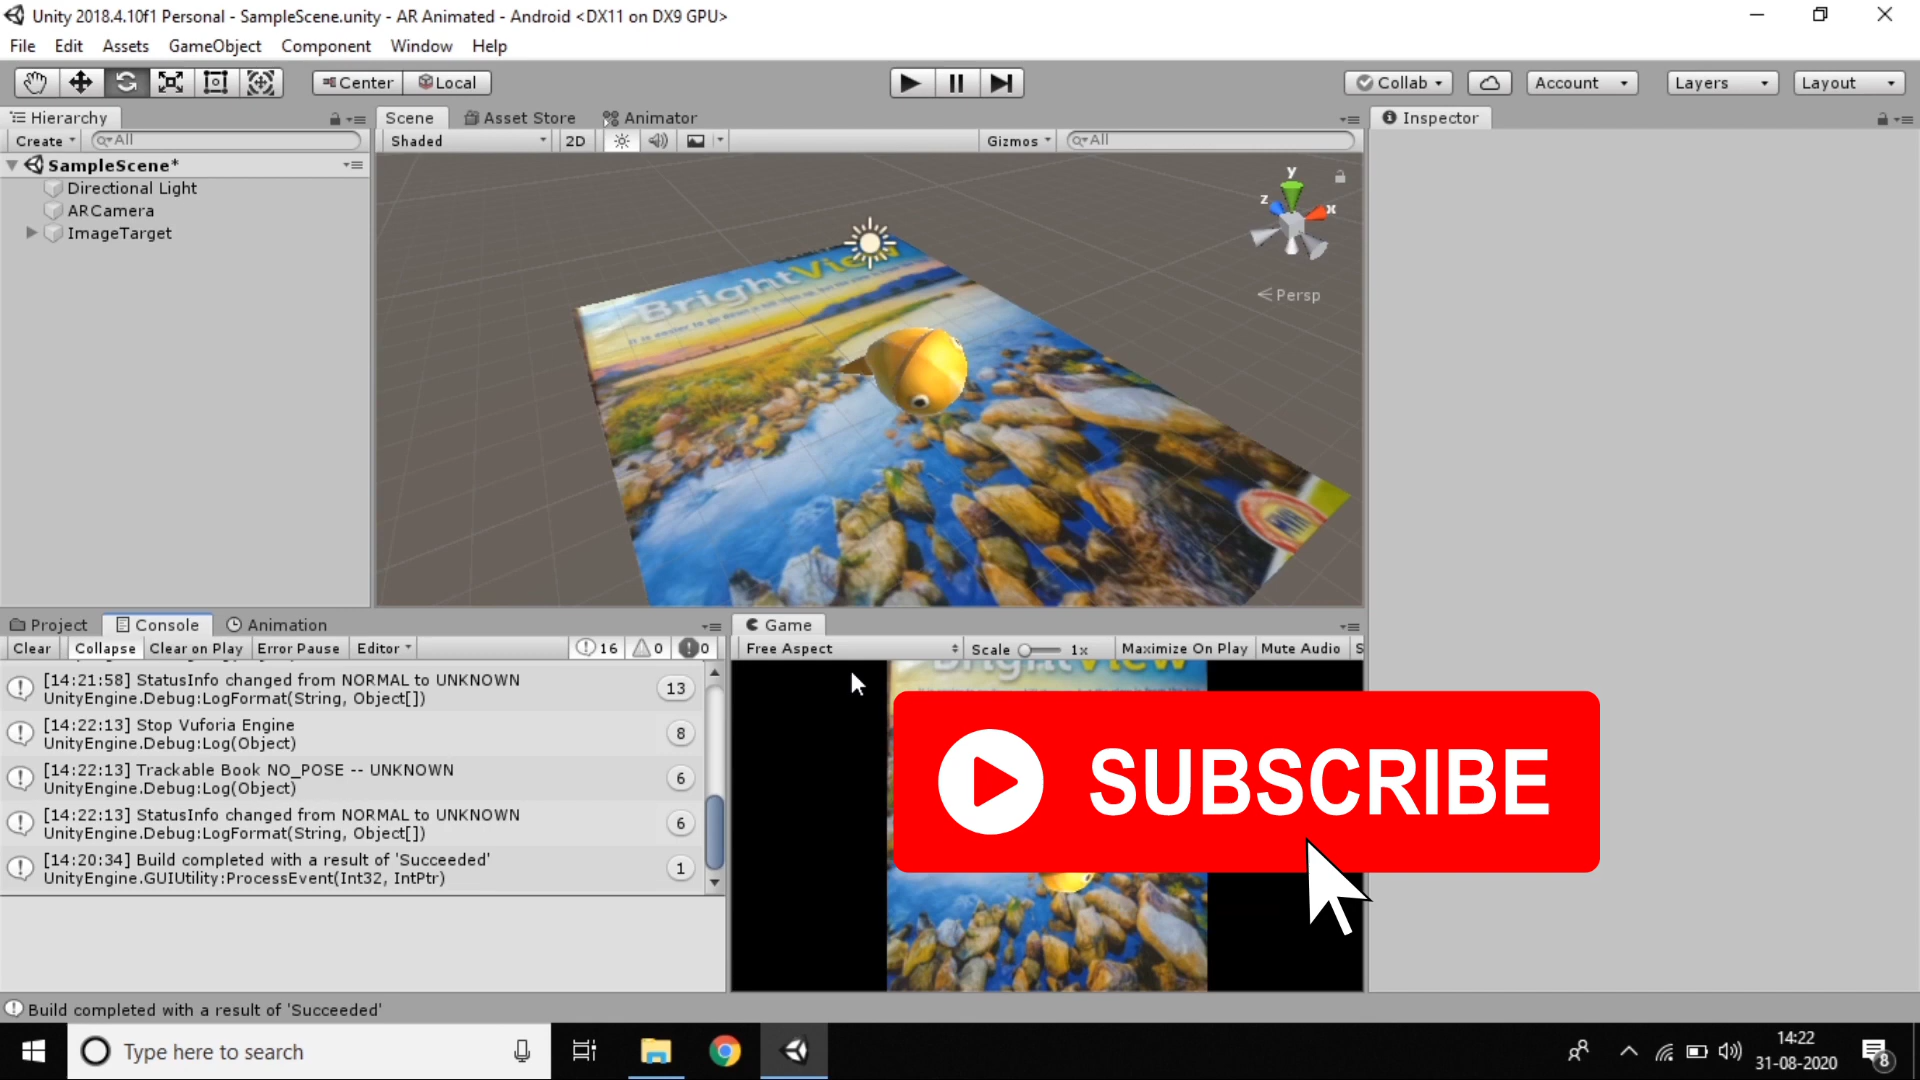 Unity 2018.4.10f1 Personal - SampleScene.unity - AR Animated - Android <DX11 on DX9 GPU>
File Edit Assets GameObject Component Window Help
Center Local Collab Account Layers Layout
Hierarchy Scene Asset Store Animator Inspector
Create All Shaded 2D Gizmos All
SampleScene*
Directional Light
ARCamera
ImageTarget
y
z x
Persp
BrightView
Project Console Animation Game
Clear Collapse Clear on Play Error Pause Editor 16 0 0 Free Aspect Scale 1x Maximize On Play Mute Audio S
[14:21:58] StatusInfo changed from NORMAL to UNKNOWN
UnityEngine.Debug:LogFormat(String, Object[])
13
[14:22:13] Stop Vuforia Engine
UnityEngine.Debug:Log(Object)
8
[14:22:13] Trackable Book NO_POSE -- UNKNOWN
UnityEngine.Debug:Log(Object)
6
[14:22:13] StatusInfo changed from NORMAL to UNKNOWN
UnityEngine.Debug:LogFormat(String, Object[])
6
[14:20:34] Build completed with a result of 'Succeeded'
UnityEngine.GUIUtility:ProcessEvent(Int32, IntPtr)
1
BrightView
SUBSCRIBE
Build completed with a result of 'Succeeded'
Type here to search
14:22
31-08-2020
8